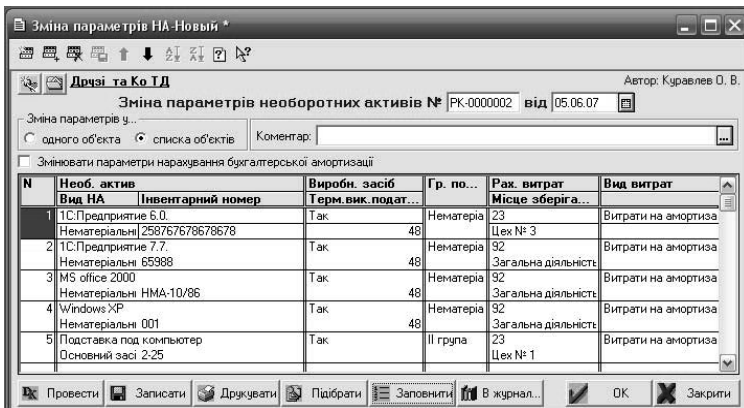 Зміна параметрів НА-Новый *
Друзі та Ко ТД
Автор: Куравлев О. В.
Зміна параметрів необоротних активів № РК-0000002 від 05.06.07
Зміна параметрів у...
одного об'єкта списка об'єктів Коментар: ...
Змінювати параметри нарахування бухгалтерської амортизації
N Необ. актив Виробн. засіб Гр. по... Рах. витрат Вид витрат
Вид НА Інвентарний номер Терм.вик.подат... Місце зберіга...
1 1С:Предприятие 6.0. Так Нематерія 23 Витрати на амортиза
Нематеріальні 258767678678678 48 Цех № 3
2 1С:Предприятие 7.7. Так Нематерія 92 Витрати на амортиза
Нематеріальні 65988 48 Загальна діяльність
3 MS office 2000 Так Нематерія 92 Витрати на амортиза
Нематеріальні НМА-10/86 48 Загальна діяльність
4 Windows XP Так Нематерія 92 Витрати на амортиза
Нематеріальні 001 48 Загальна діяльність
5 Подставка под компьютер Так II група 23 Витрати на амортиза
Основний засі 2-25 Цех № 1
Провести Записати Друкувати Підібрати Заповнити В журнал... OK Закрити